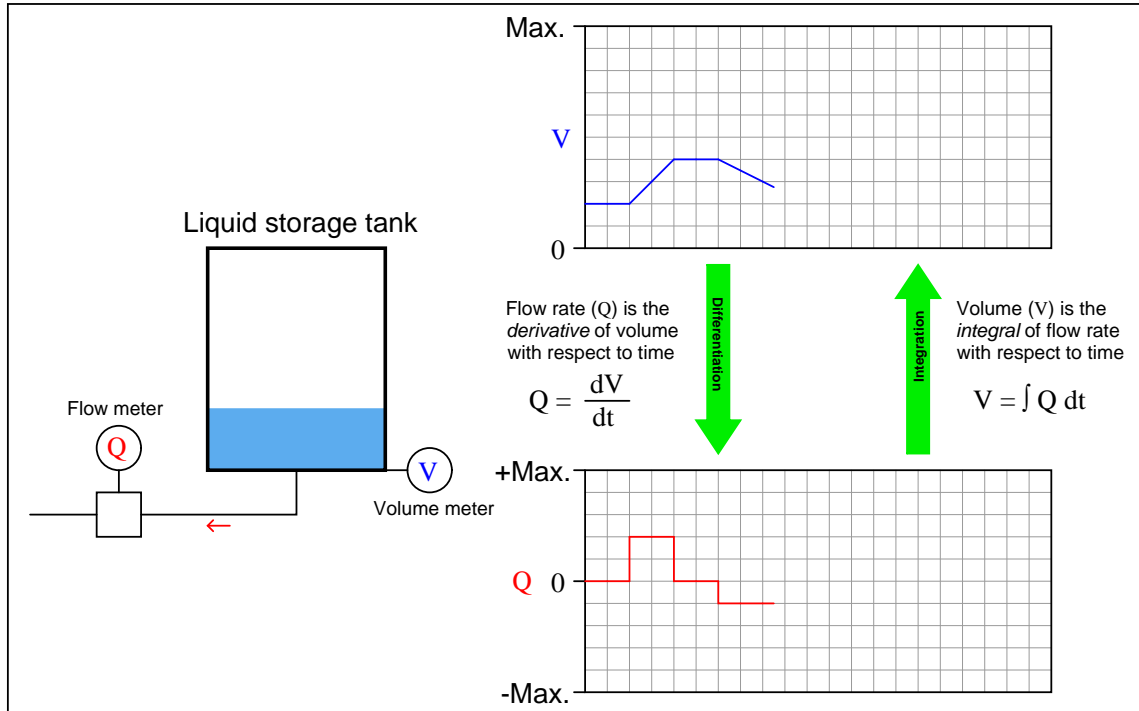 Max.
V
0
Liquid storage tank
Flow meter
Q
V
Volume meter
Flow rate (Q) is the
derivative of volume
with respect to time
Q = dV/dt
Differentiation
Integration
Volume (V) is the
integral of flow rate
with respect to time
V = ∫ Q dt
+Max.
Q 0
-Max.